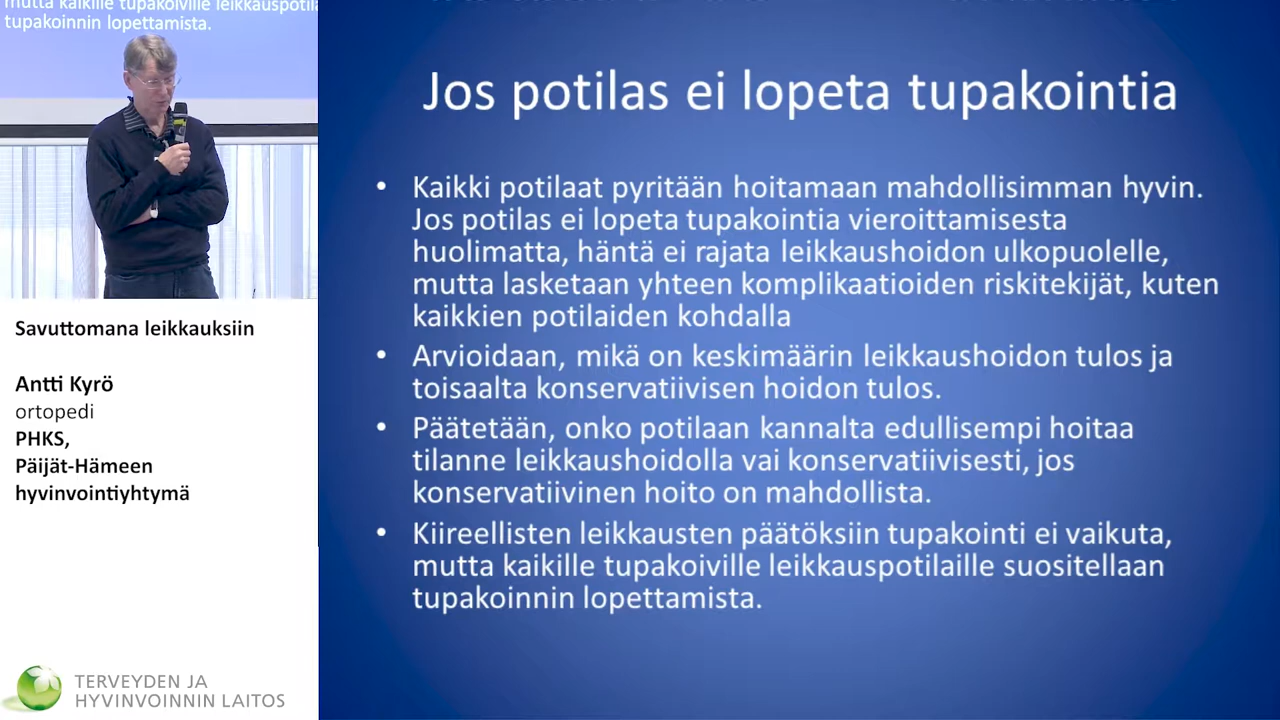 mutta kaikille tupakoiville leikkauspotila
tupakoinnin lopettamista.
Savuttomana leikkauksiin
Antti Kyrö
ortopedi
PHKS,
Päijät-Hämeen
hyvinvointiyhtymä
TERVEYDEN JA
HYVINVOINNIN LAITOS
Jos potilas ei lopeta tupakointia
• Kaikki potilaat pyritään hoitamaan mahdollisimman hyvin.
Jos potilas ei lopeta tupakointia vieroittamisesta
huolimatta, häntä ei rajata leikkaushoidon ulkopuolelle,
mutta lasketaan yhteen komplikaatioiden riskitekijät, kuten
kaikkien potilaiden kohdalla
• Arvioidaan, mikä on keskimäärin leikkaushoidon tulos ja
toisaalta konservatiivisen hoidon tulos.
• Päätetään, onko potilaan kannalta edullisempi hoitaa
tilanne leikkaushoidolla vai konservatiivisesti, jos
konservatiivinen hoito on mahdollista.
• Kiireellisten leikkausten päätöksiin tupakointi ei vaikuta,
mutta kaikille tupakoiville leikkauspotilaille suositellaan
tupakoinnin lopettamista.